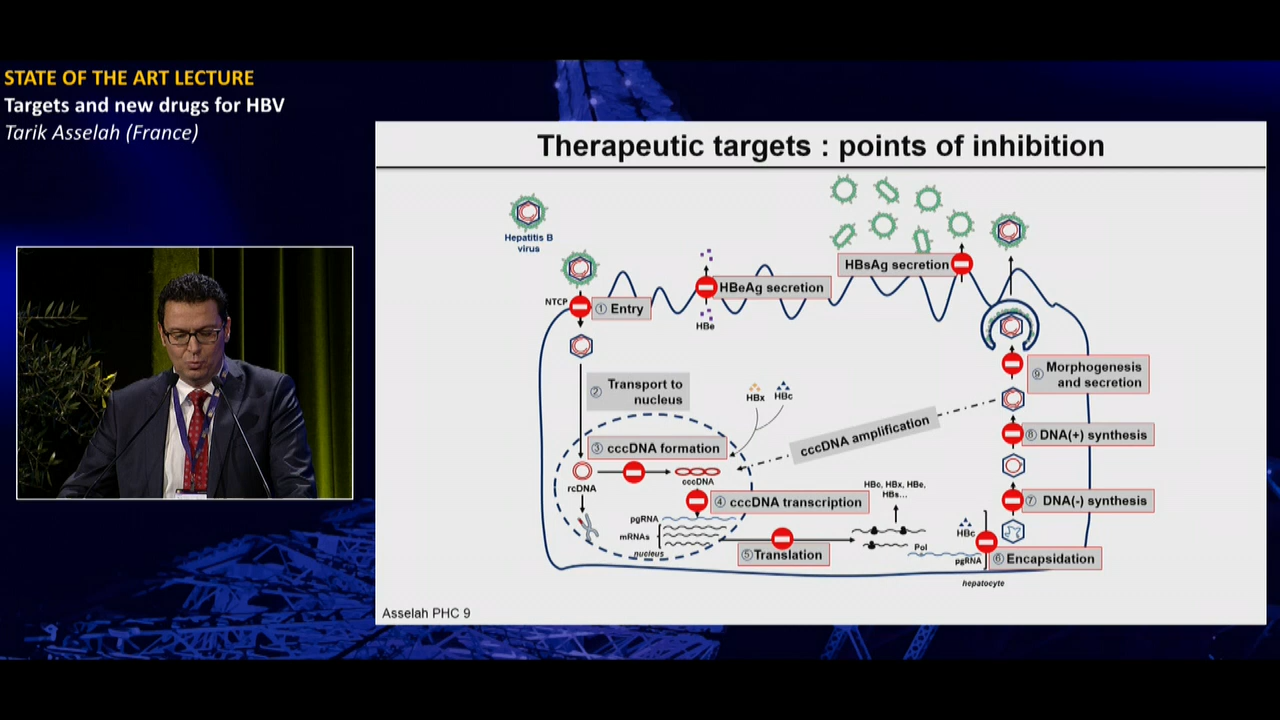 STATE OF THE ART LECTURE
Targets and new drugs for HBV
Tarik Asselah (France)
Therapeutic targets : points of inhibition
Hepatitis B
virus
HBsAg secretion
HBeAg secretion
NTCP
① Entry
HBe
② Transport to
nucleus
HBx
HBc
⑨ Morphogenesis
and secretion
cccDNA amplification
⑧ DNA(+) synthesis
③ cccDNA formation
rcDNA
cccDNA
HBc, HBx, HBe,
HBs...
④ cccDNA transcription
⑦ DNA(-) synthesis
pgRNA
mRNAs
nucleus
⑤Translation
Pol
HBc
pgRNA
⑥ Encapsidation
hepatocyte
Asselah PHC 9